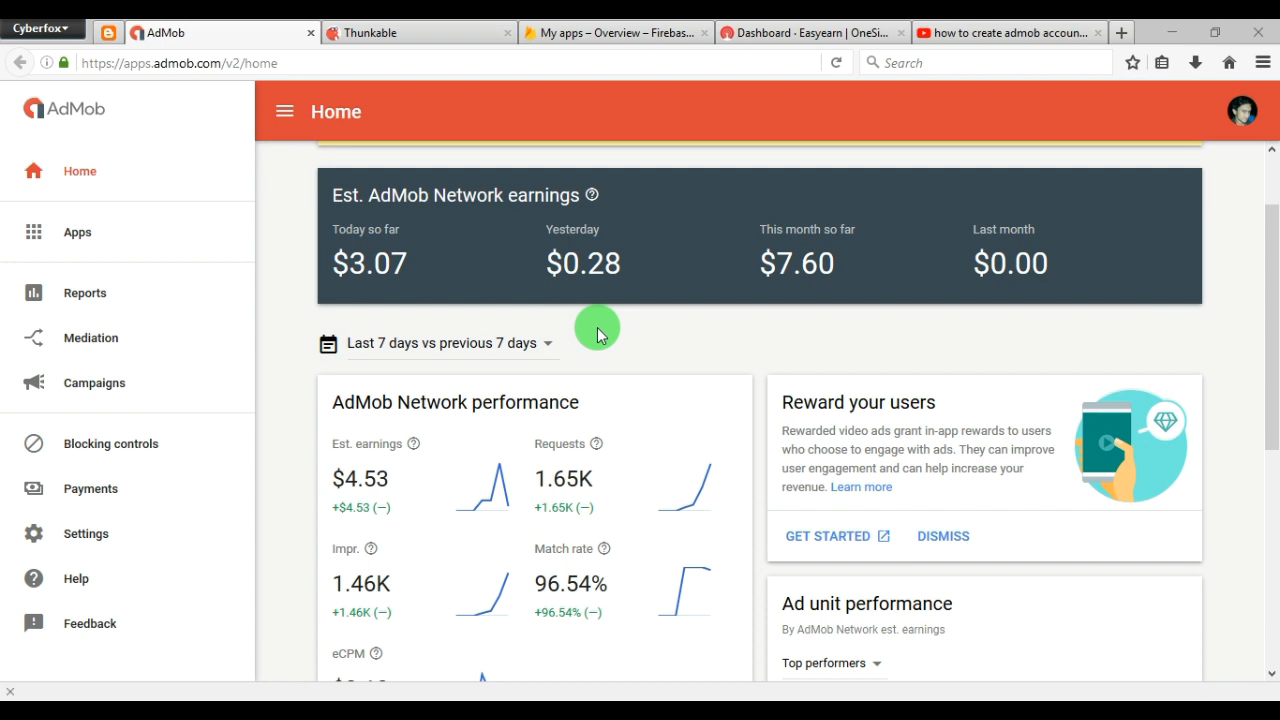 Cyberfox
AdMob
Thunkable
My apps – Overview – Firebas...
Dashboard · Easyearn | OneSi...
how to create admob accoun...
https://apps.admob.com/v2/home
Search
AdMob
Home
Home
Apps
Reports
Mediation
Campaigns
Blocking controls
Payments
Settings
Help
Feedback
Est. AdMob Network earnings
Today so far
Yesterday
This month so far
Last month
$3.07
$0.28
$7.60
$0.00
Last 7 days vs previous 7 days
AdMob Network performance
Est. earnings
Requests
$4.53
1.65K
+$4.53 (—)
+1.65K (—)
Impr.
Match rate
1.46K
96.54%
+1.46K (—)
+96.54% (—)
eCPM
Reward your users
Rewarded video ads grant in-app rewards to users
who choose to engage with ads. They can improve
user engagement and can help increase your
revenue. Learn more
GET STARTED
DISMISS
Ad unit performance
By AdMob Network est. earnings
Top performers